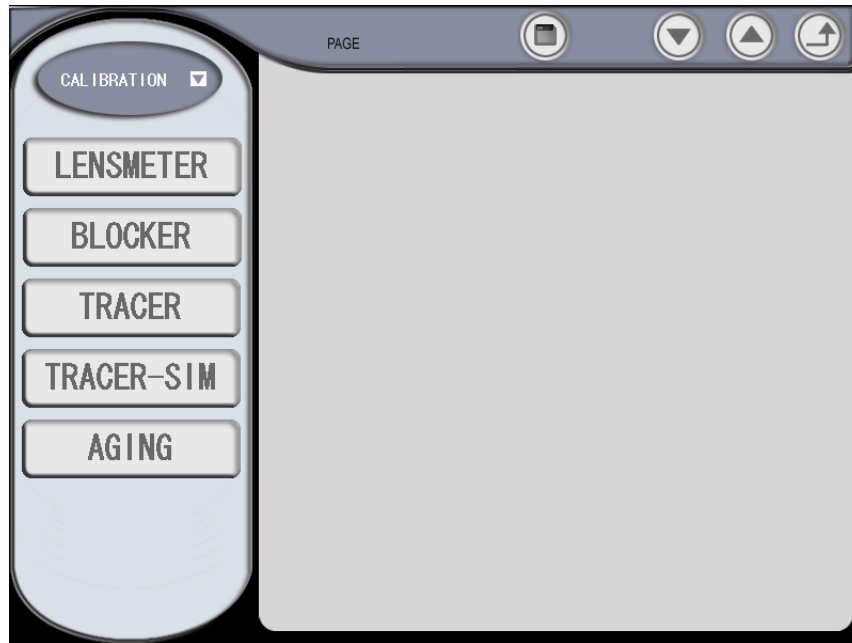 PAGE
CALIBRATION
LENSMETER
BLOCKER
TRACER
TRACER-SIM
AGING